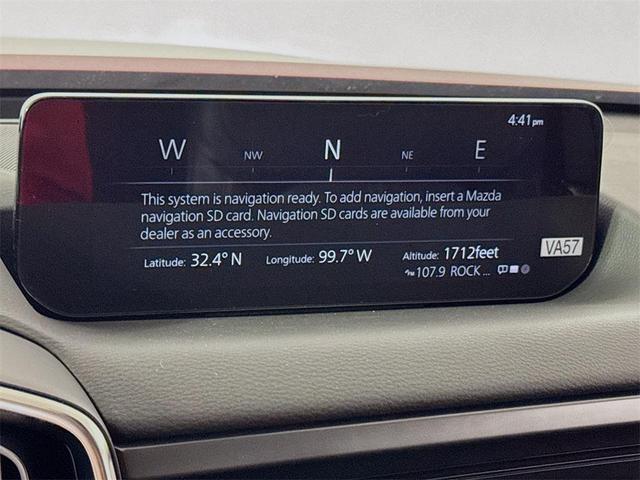 4:41pm
W NW N NE E
This system is navigation ready. To add navigation, insert a Mazda
navigation SD card. Navigation SD cards are available from your
dealer as an accessory.
Latitude: 32.4° N Longitude: 99.7° W Altitude: 1712feet
107.9 ROCK ...
VA57